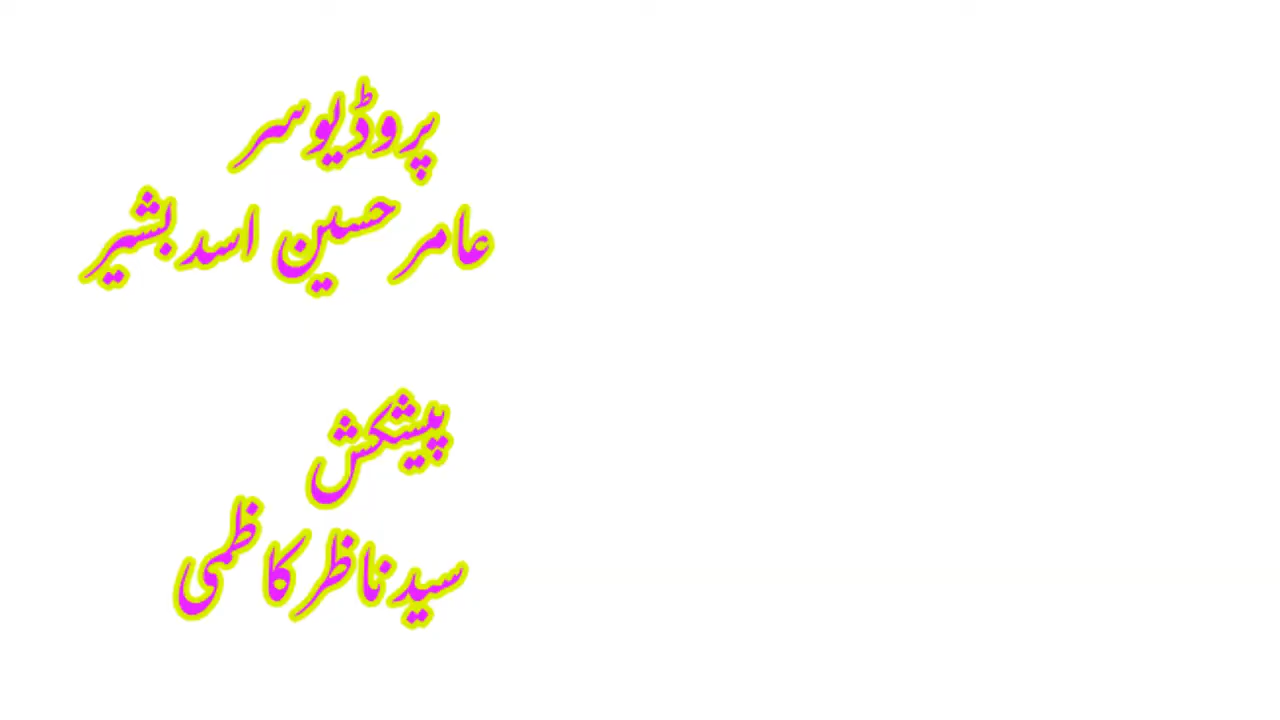 پروڈیوسر
عامر حسین اسد بشیر
پیشکش
سید ناظر کاظمی